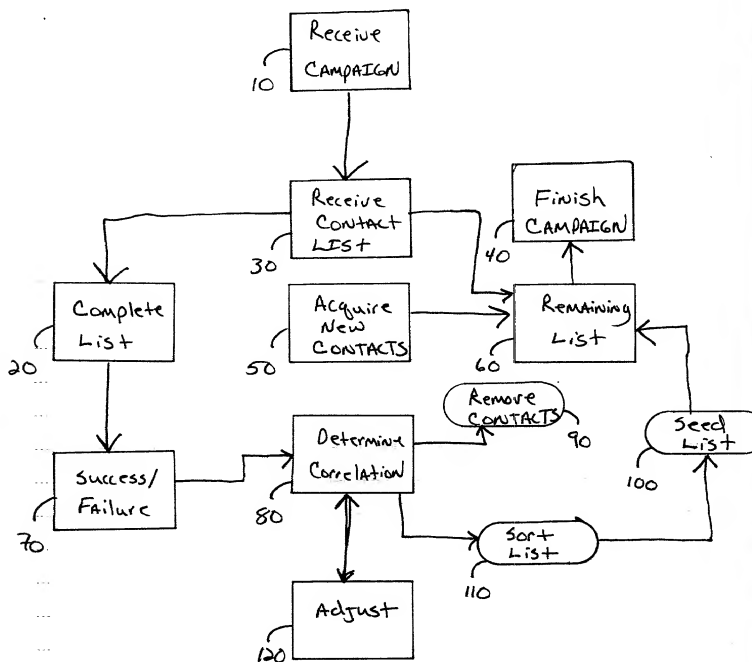 Receive
CAMPAIGN
10
Receive
CONTACT
LIST
30
Finish
CAMPAIGN
40
Complete
LIST
20
Acquire
New
CONTACTS
50
REMAINING
LIST
60
Remove
CONTACTS
90
Seed
LIST
100
Success/
Failure
70
Determine
Correlation
80
Sort
LIST
110
Adjust
120